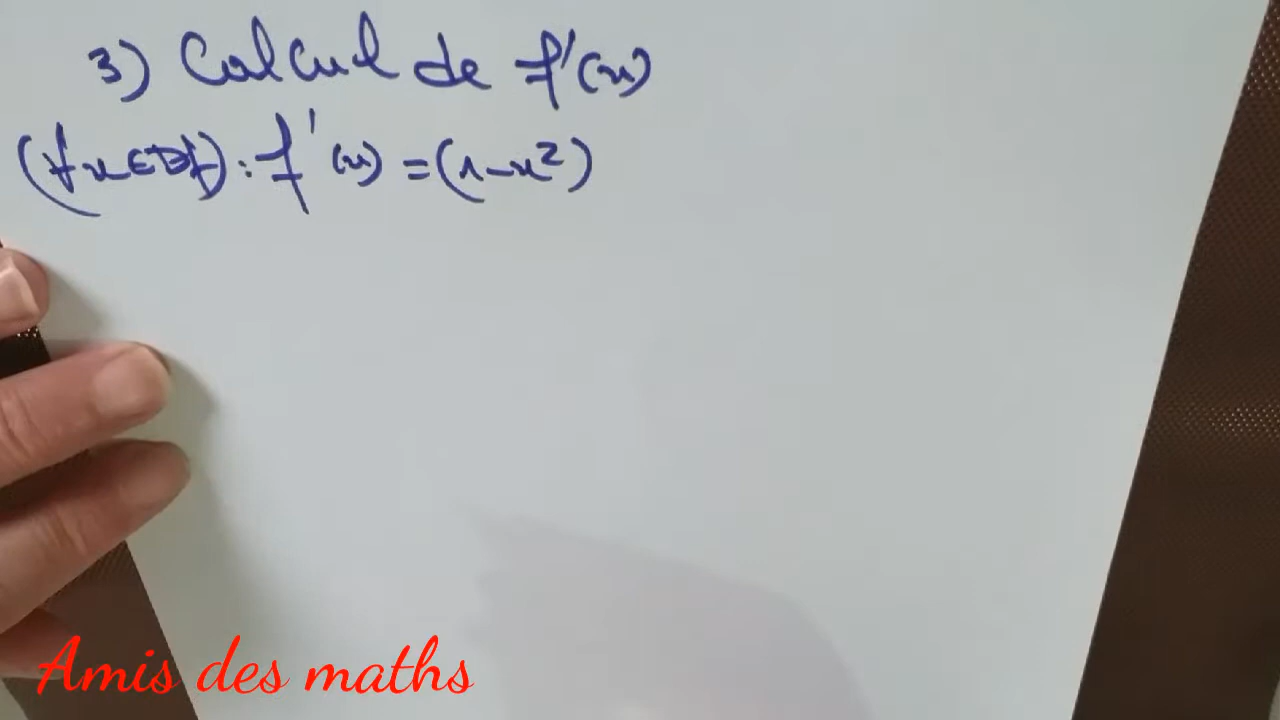 3) Calcul de f'(x)
(∀x∈Df): f'(x) = (1-x²)
Amis des maths